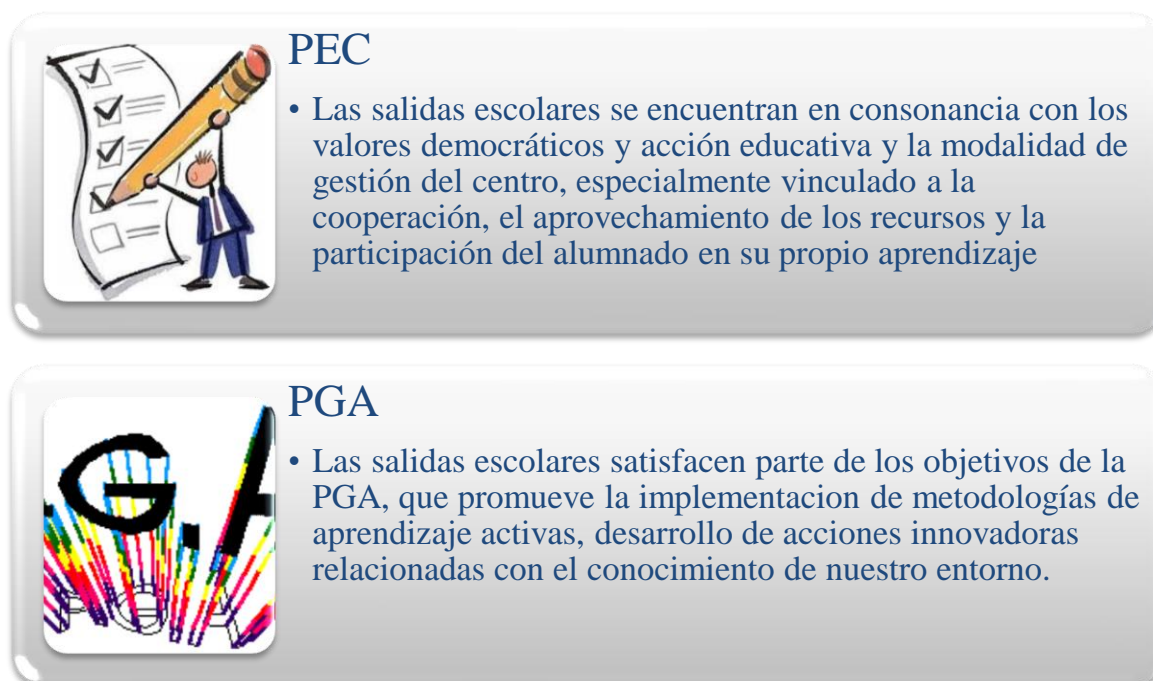 PEC
• Las salidas escolares se encuentran en consonancia con los
valores democráticos y acción educativa y la modalidad de
gestión del centro, especialmente vinculado a la
cooperación, el aprovechamiento de los recursos y la
participación del alumnado en su propio aprendizaje
.G.A
PGA
• Las salidas escolares satisfacen parte de los objetivos de la
PGA, que promueve la implementacion de metodologías de
aprendizaje activas, desarrollo de acciones innovadoras
relacionadas con el conocimiento de nuestro entorno.